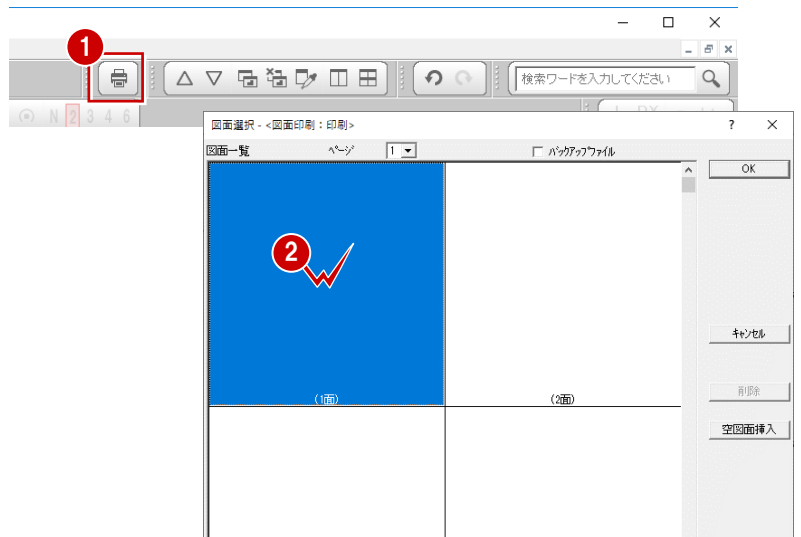 1
検索ワードを入力してください
N 2 3 4 6
図面選択 - <図面印刷：印刷>
図面一覧 ページ 1 バックアップファイル
OK
2
キャンセル
(1面) (2面)
削除
空図面挿入